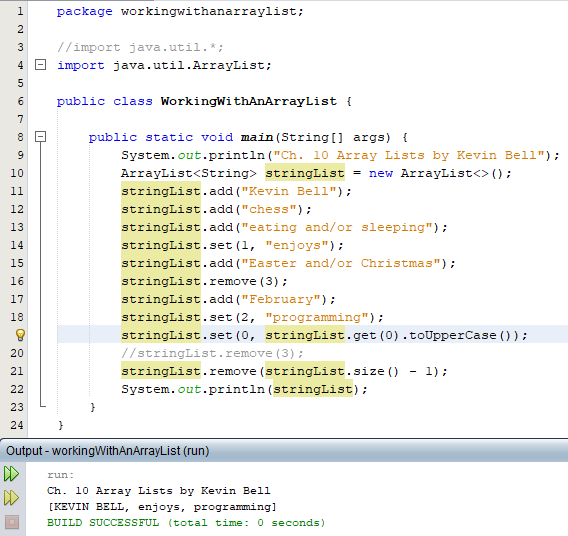 1 package workingwithanarraylist;
2
3 //import java.util.*;
4 import java.util.ArrayList;
5
6 public class WorkingWithAnArrayList {
7
8 public static void main(String[] args) {
9 System.out.println("Ch. 10 Array Lists by Kevin Bell");
10 ArrayList<String> stringList = new ArrayList<>();
11 stringList.add("Kevin Bell");
12 stringList.add("chess");
13 stringList.add("eating and/or sleeping");
14 stringList.set(1, "enjoys");
15 stringList.add("Easter and/or Christmas");
16 stringList.remove(3);
17 stringList.add("February");
18 stringList.set(2, "programming");
stringList.set(0, stringList.get(0).toUpperCase());
20 //stringList.remove(3);
21 stringList.remove(stringList.size() - 1);
22 System.out.println(stringList);
23 }
24 }
Output - workingWithAnArrayList (run)
run:
Ch. 10 Array Lists by Kevin Bell
[KEVIN BELL, enjoys, programming]
BUILD SUCCESSFUL (total time: 0 seconds)